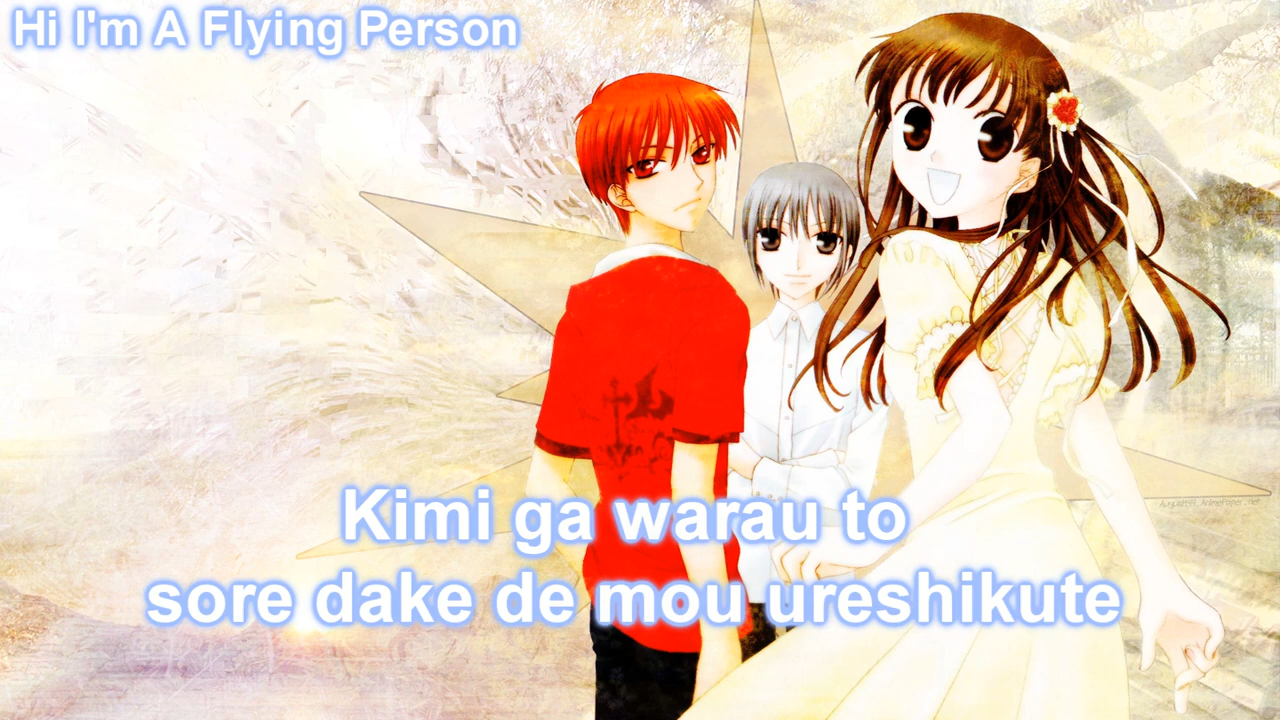 Hi I'm A Flying Person
Kimi ga warau to
sore dake de mou ureshikute